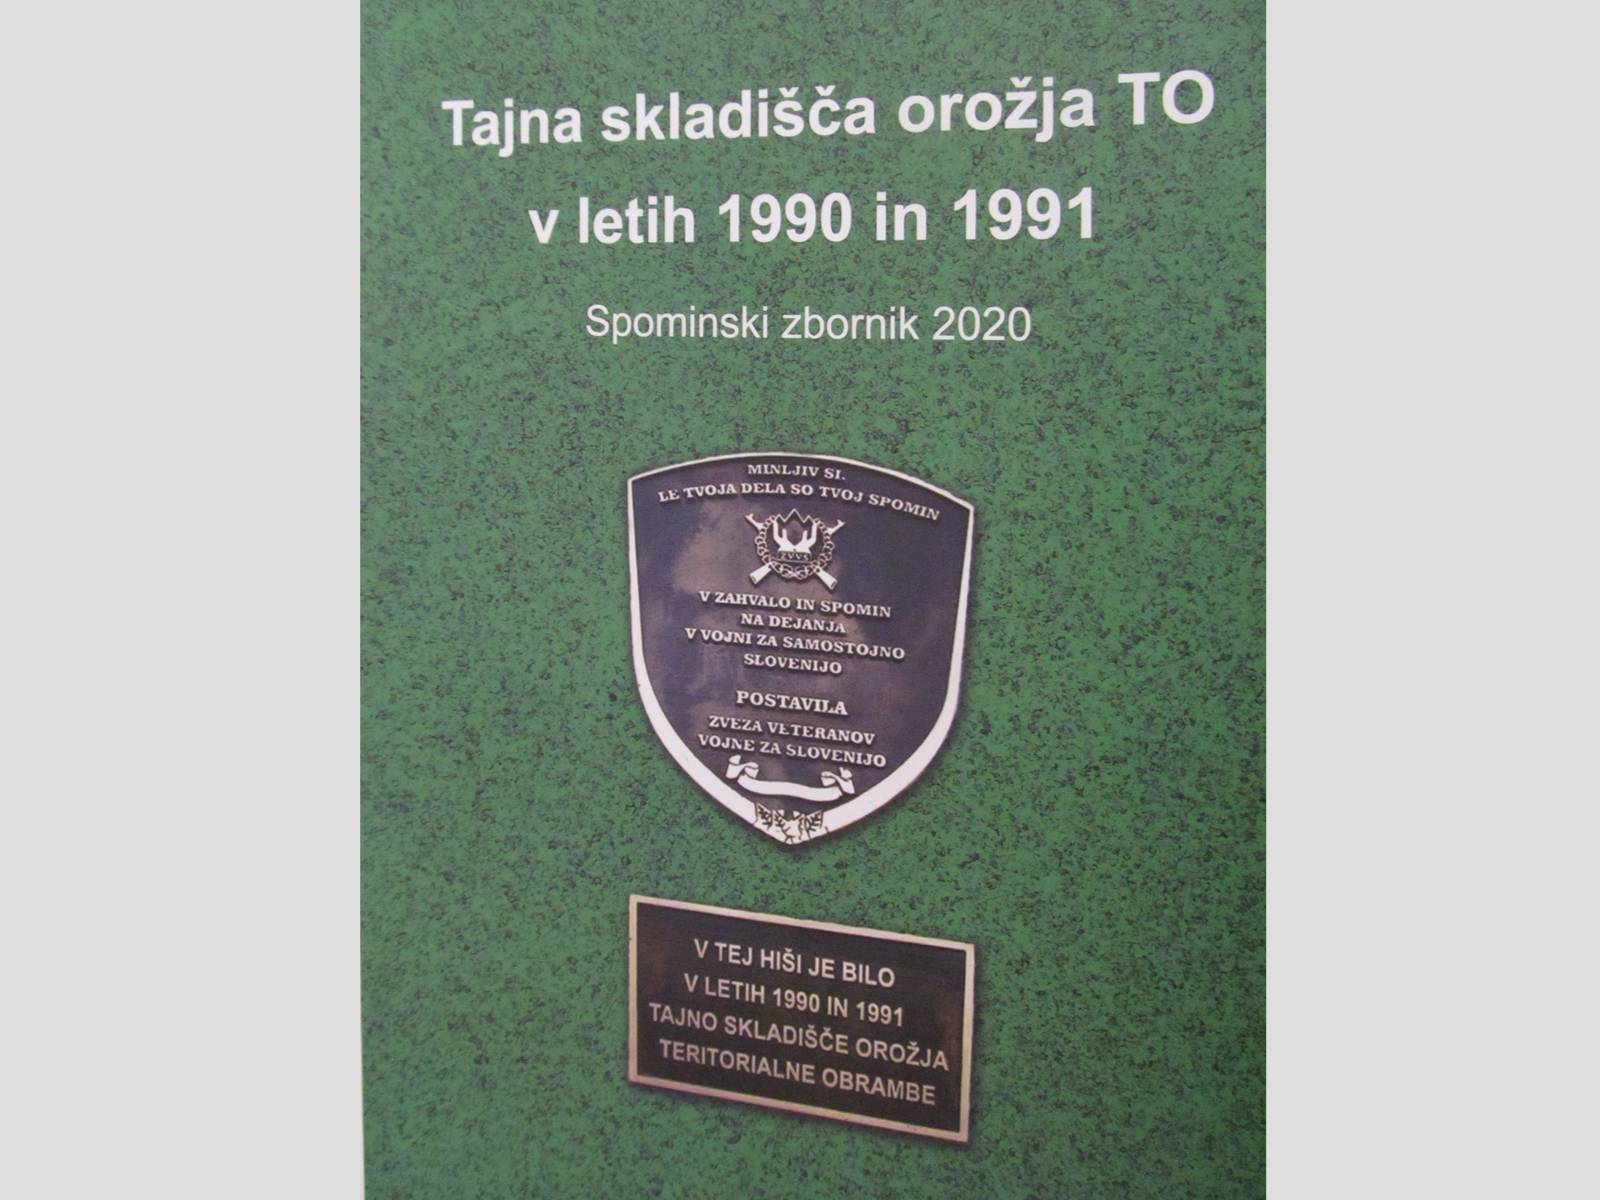 Tajna skladišča orožja TO
v letih 1990 in 1991
Spominski zbornik 2020
MINLJIV SI.
LE TVOJA DELA SO TVOJ SPOMIN
ZVVS
V ZAHVALO IN SPOMIN
NA DEJANJA
V VOJNI ZA SAMOSTOJNO
SLOVENIJO
POSTAVILA
ZVEZA VETERANOV
VOJNE ZA SLOVENIJO
V TEJ HIŠI JE BILO
V LETIH 1990 IN 1991
TAJNO SKLADIŠČE OROŽJA
TERITORIALNE OBRAMBE